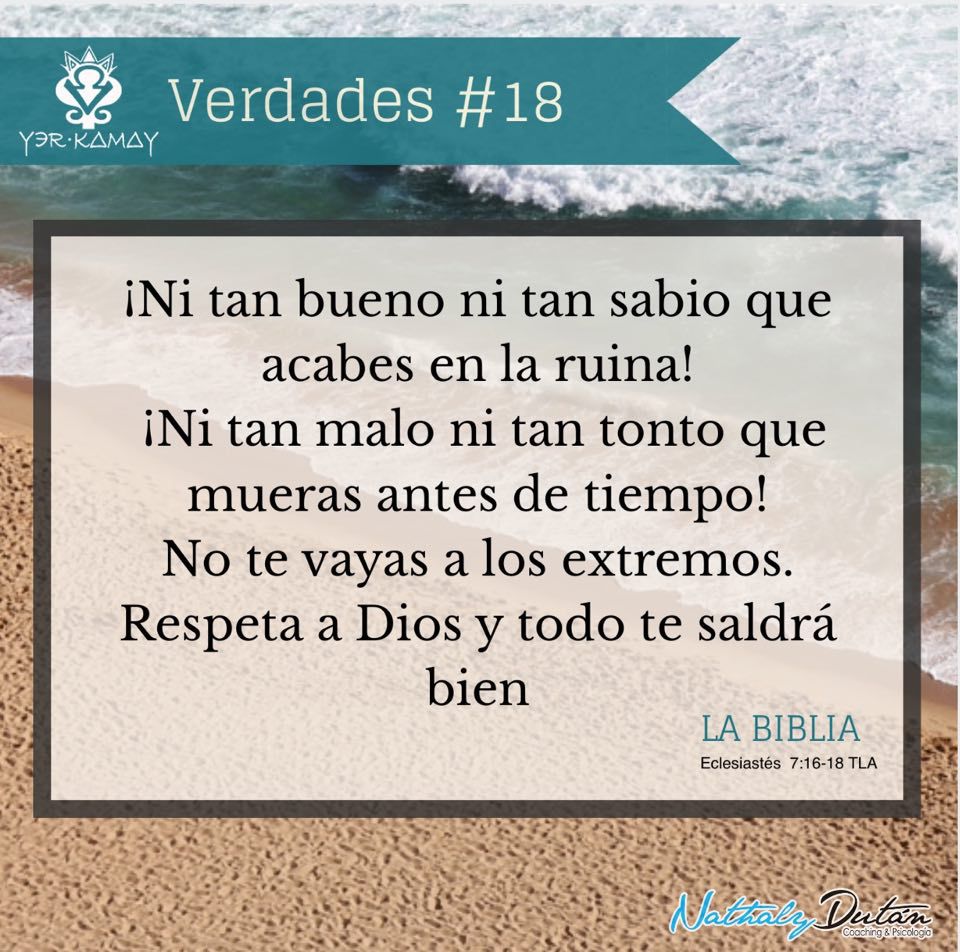 Verdades #18
YƎR·KAMAY
¡Ni tan bueno ni tan sabio que
acabes en la ruina!
¡Ni tan malo ni tan tonto que
mueras antes de tiempo!
No te vayas a los extremos.
Respeta a Dios y todo te saldrá
bien
LA BIBLIA
Eclesiastés 7:16-18 TLA
Nathaly Dután
Coaching & Psicología